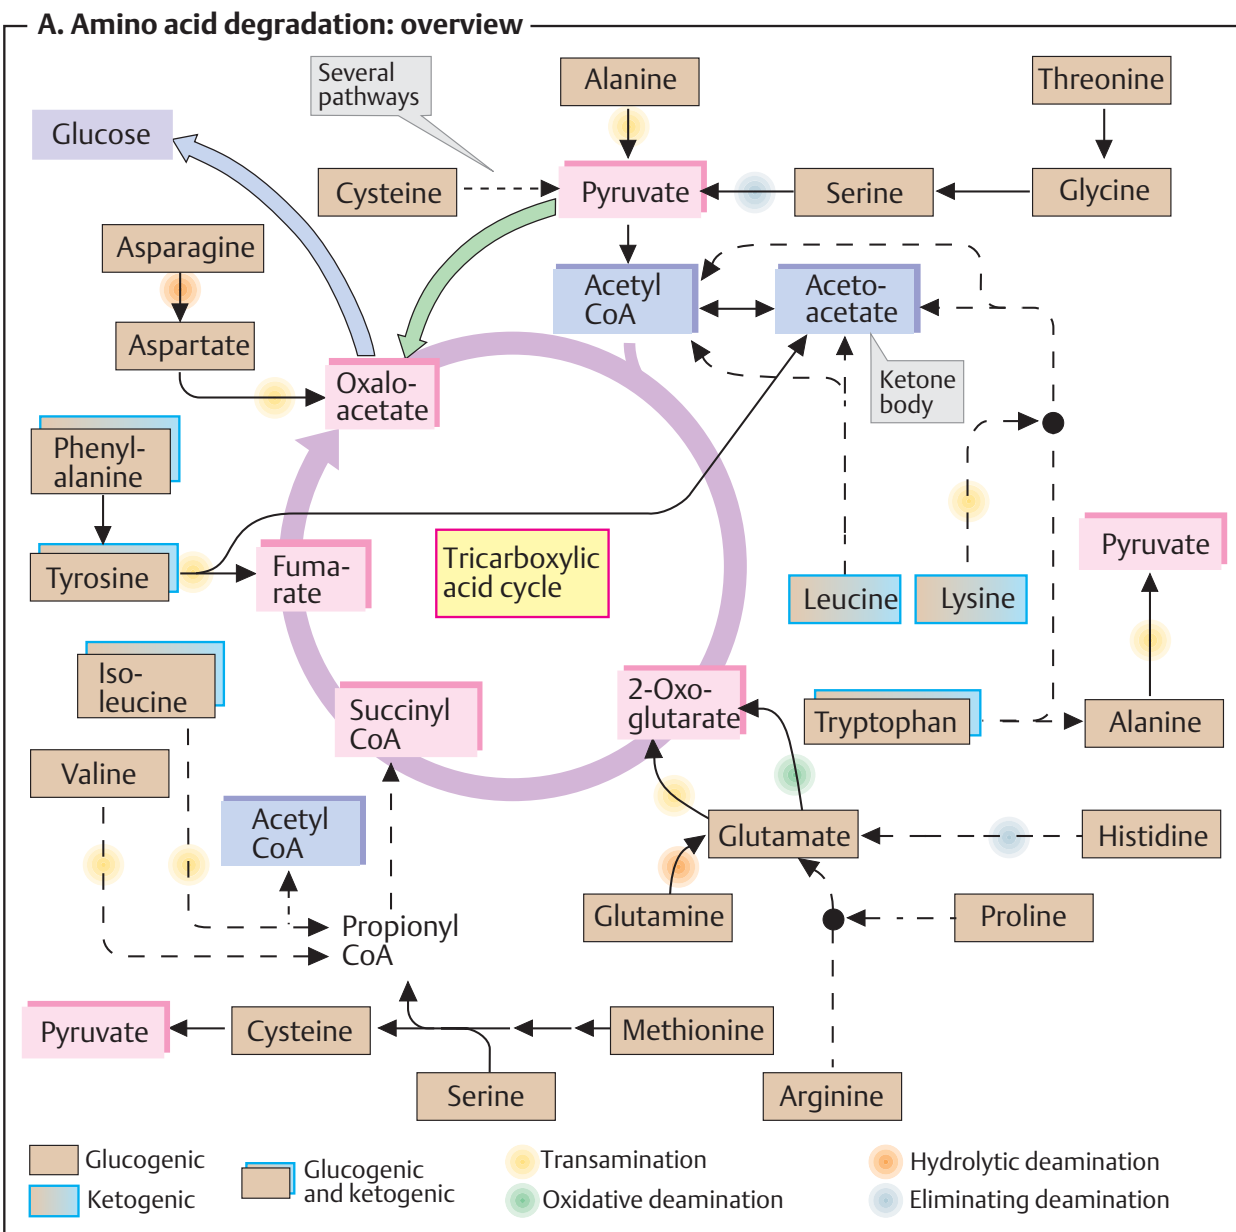 A. Amino acid degradation: overview
Several
pathways
Alanine
Threonine
Glucose
Cysteine
Pyruvate
Serine
Glycine
Asparagine
Acetyl
CoA
Aceto-
acetate
Aspartate
Oxalo-
acetate
Ketone
body
Phenyl-
alanine
Tyrosine
Fuma-
rate
Tricarboxylic
acid cycle
Pyruvate
Leucine
Lysine
Iso-
leucine
Succinyl
CoA
2-Oxo-
glutarate
Tryptophan
Alanine
Valine
Acetyl
CoA
Glutamate
Histidine
Propionyl
CoA
Glutamine
Proline
Pyruvate
Cysteine
Methionine
Serine
Arginine
Glucogenic
Ketogenic
Glucogenic
and ketogenic
Transamination
Oxidative deamination
Hydrolytic deamination
Eliminating deamination